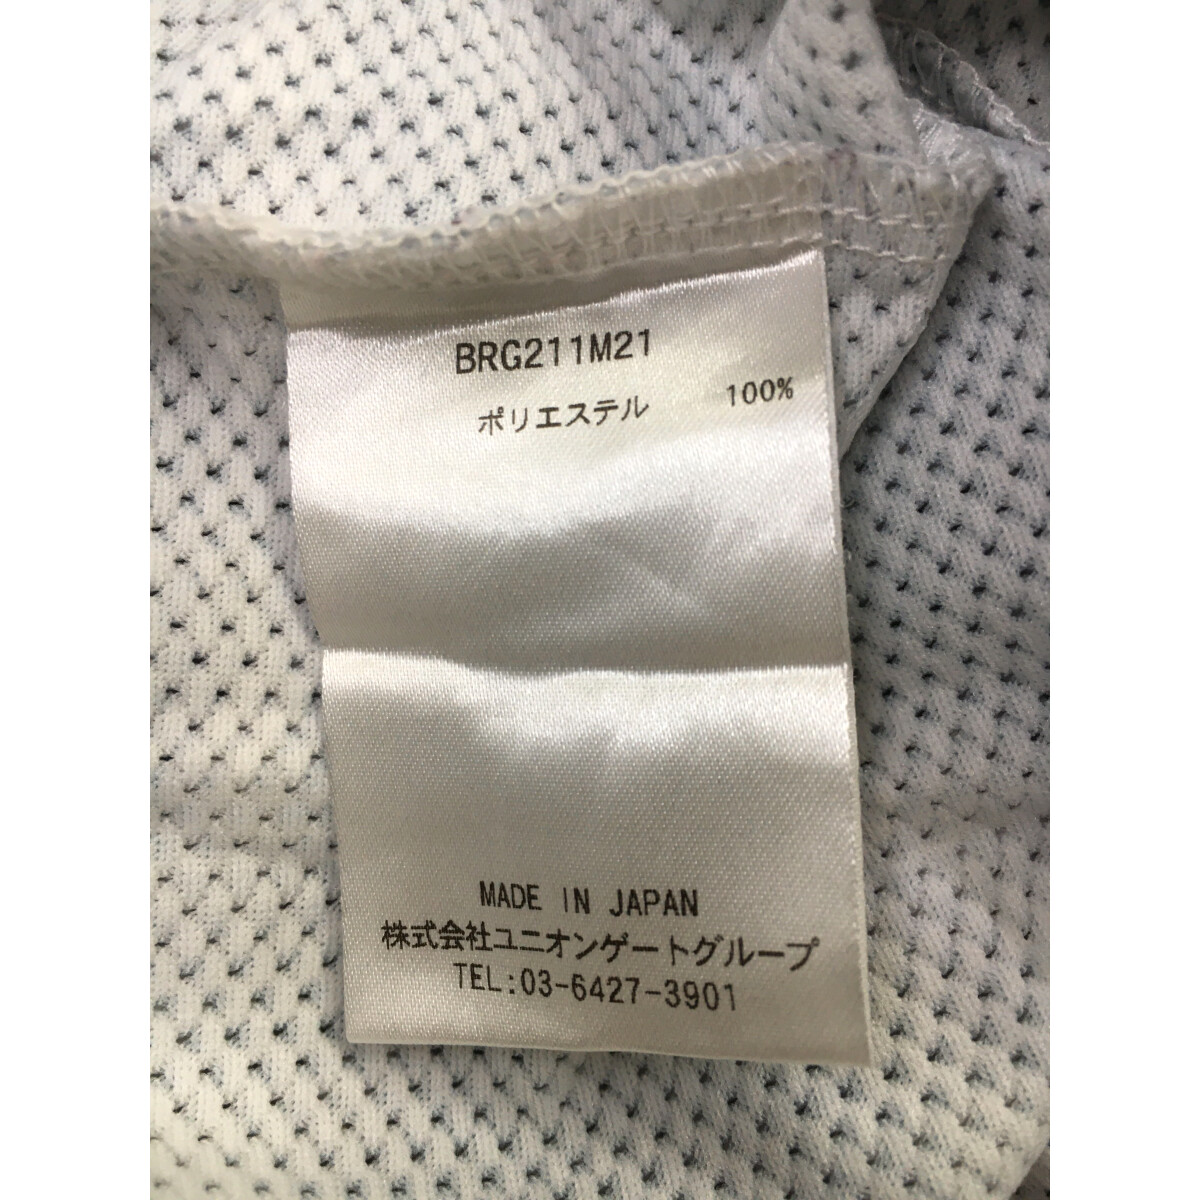 BRG211M21
ポリエステル 100%
MADE IN JAPAN
株式会社ユニオンゲートグループ
TEL:03-6427-3901